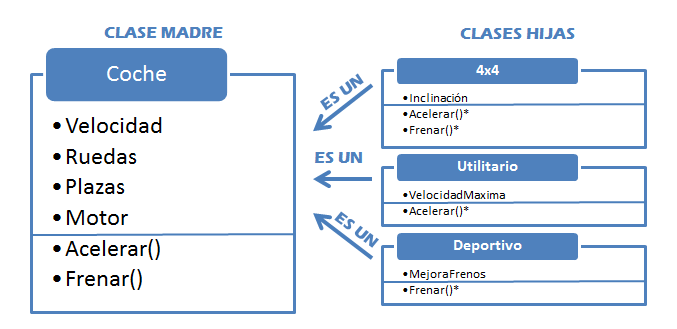 CLASE MADRE
Coche
•Velocidad
•Ruedas
•Plazas
•Motor
•Acelerar()
•Frenar()
ES UN
ES UN
ES UN
CLASES HIJAS
4x4
•Inclinación
•Acelerar()*
•Frenar()*
Utilitario
•VelocidadMaxima
•Acelerar()*
Deportivo
•MejoraFrenos
•Frenar()*